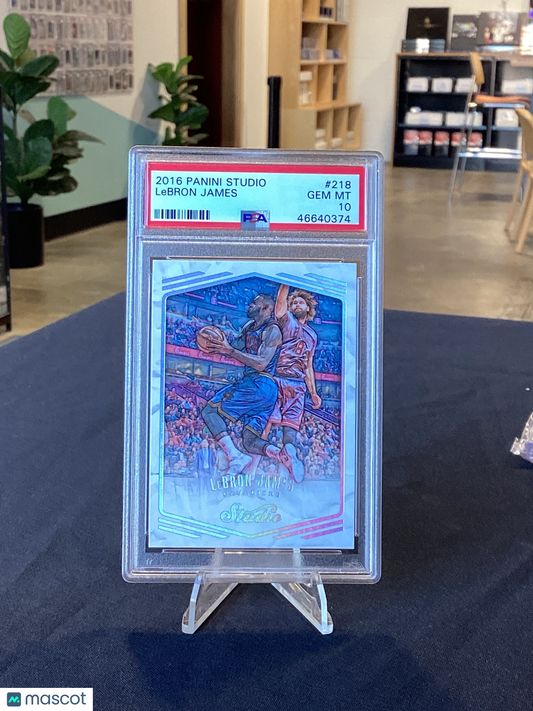 2016 PANINI STUDIO #218
LeBRON JAMES GEM MT
10
PSA 46640374
LeBRON JAMES
CAVALIERS
Studio
mascot